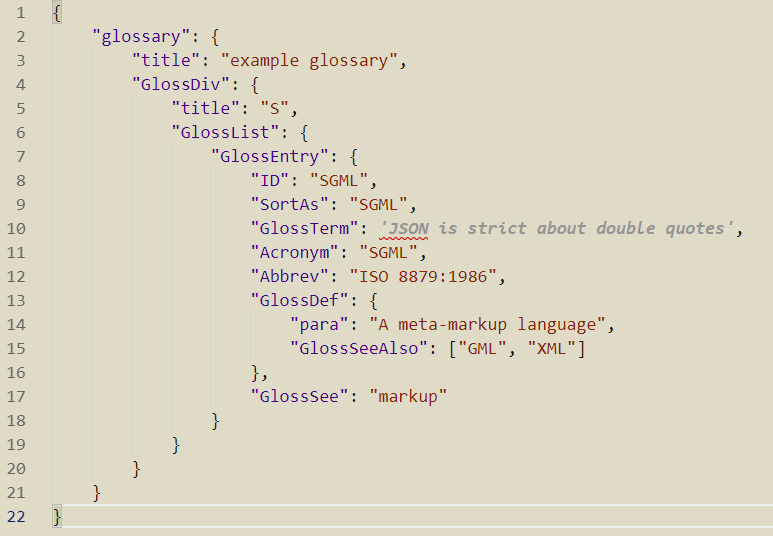 1 {
2     "glossary": {
3         "title": "example glossary",
4         "GlossDiv": {
5             "title": "S",
6             "GlossList": {
7                 "GlossEntry": {
8                     "ID": "SGML",
9                     "SortAs": "SGML",
10                     "GlossTerm": 'JSON is strict about double quotes',
11                     "Acronym": "SGML",
12                     "Abbrev": "ISO 8879:1986",
13                     "GlossDef": {
14                         "para": "A meta-markup language",
15                         "GlossSeeAlso": ["GML", "XML"]
16                     },
17                     "GlossSee": "markup"
18                 }
19             }
20         }
21     }
22 }